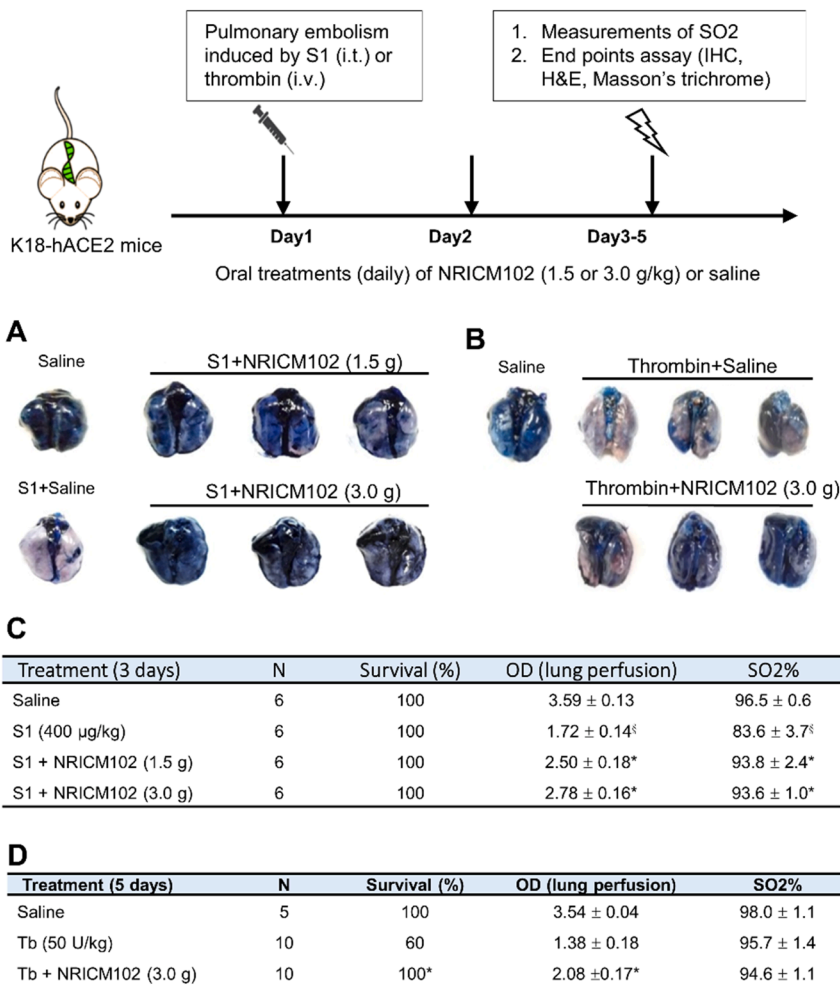 Pulmonary embolism
induced by S1 (i.t.) or
thrombin (i.v.)
1. Measurements of SO2
2. End points assay (IHC,
H&E, Masson's trichrome)
K18-hACE2 mice
Day1 Day2 Day3-5
Oral treatments (daily) of NRICM102 (1.5 or 3.0 g/kg) or saline
A
Saline S1+NRICM102 (1.5 g)
S1+Saline S1+NRICM102 (3.0 g)
B
Saline Thrombin+Saline
Thrombin+NRICM102 (3.0 g)
C
Treatment (3 days) N Survival (%) OD (lung perfusion) SO2%
Saline 6 100 3.59 ± 0.13 96.5 ± 0.6
S1 (400 μg/kg) 6 100 1.72 ± 0.14§ 83.6 ± 3.7§
S1 + NRICM102 (1.5 g) 6 100 2.50 ± 0.18* 93.8 ± 2.4*
S1 + NRICM102 (3.0 g) 6 100 2.78 ± 0.16* 93.6 ± 1.0*
D
Treatment (5 days) N Survival (%) OD (lung perfusion) SO2%
Saline 5 100 3.54 ± 0.04 98.0 ± 1.1
Tb (50 U/kg) 10 60 1.38 ± 0.18 95.7 ± 1.4
Tb + NRICM102 (3.0 g) 10 100* 2.08 ±0.17* 94.6 ± 1.1